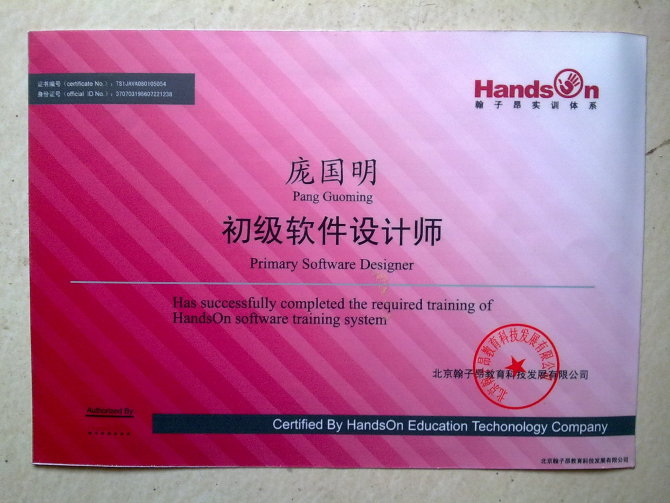 证书编号（certificate No.）：TS1JAVA080105054
身份证号（official ID No.）：370703195607221238
HandsOn
翰子昂实训体系
庞国明
Pang Guoming
初级软件设计师
Primary Software Designer
Has successfully completed the required training of
HandsOn software training system
北京翰子昂教育科技发展有限公司
北京翰子昂教育科技发展有限公司
Authorized By
Certified By HandsOn Education Techonology Company
北京翰子昂教育科技发展有限公司